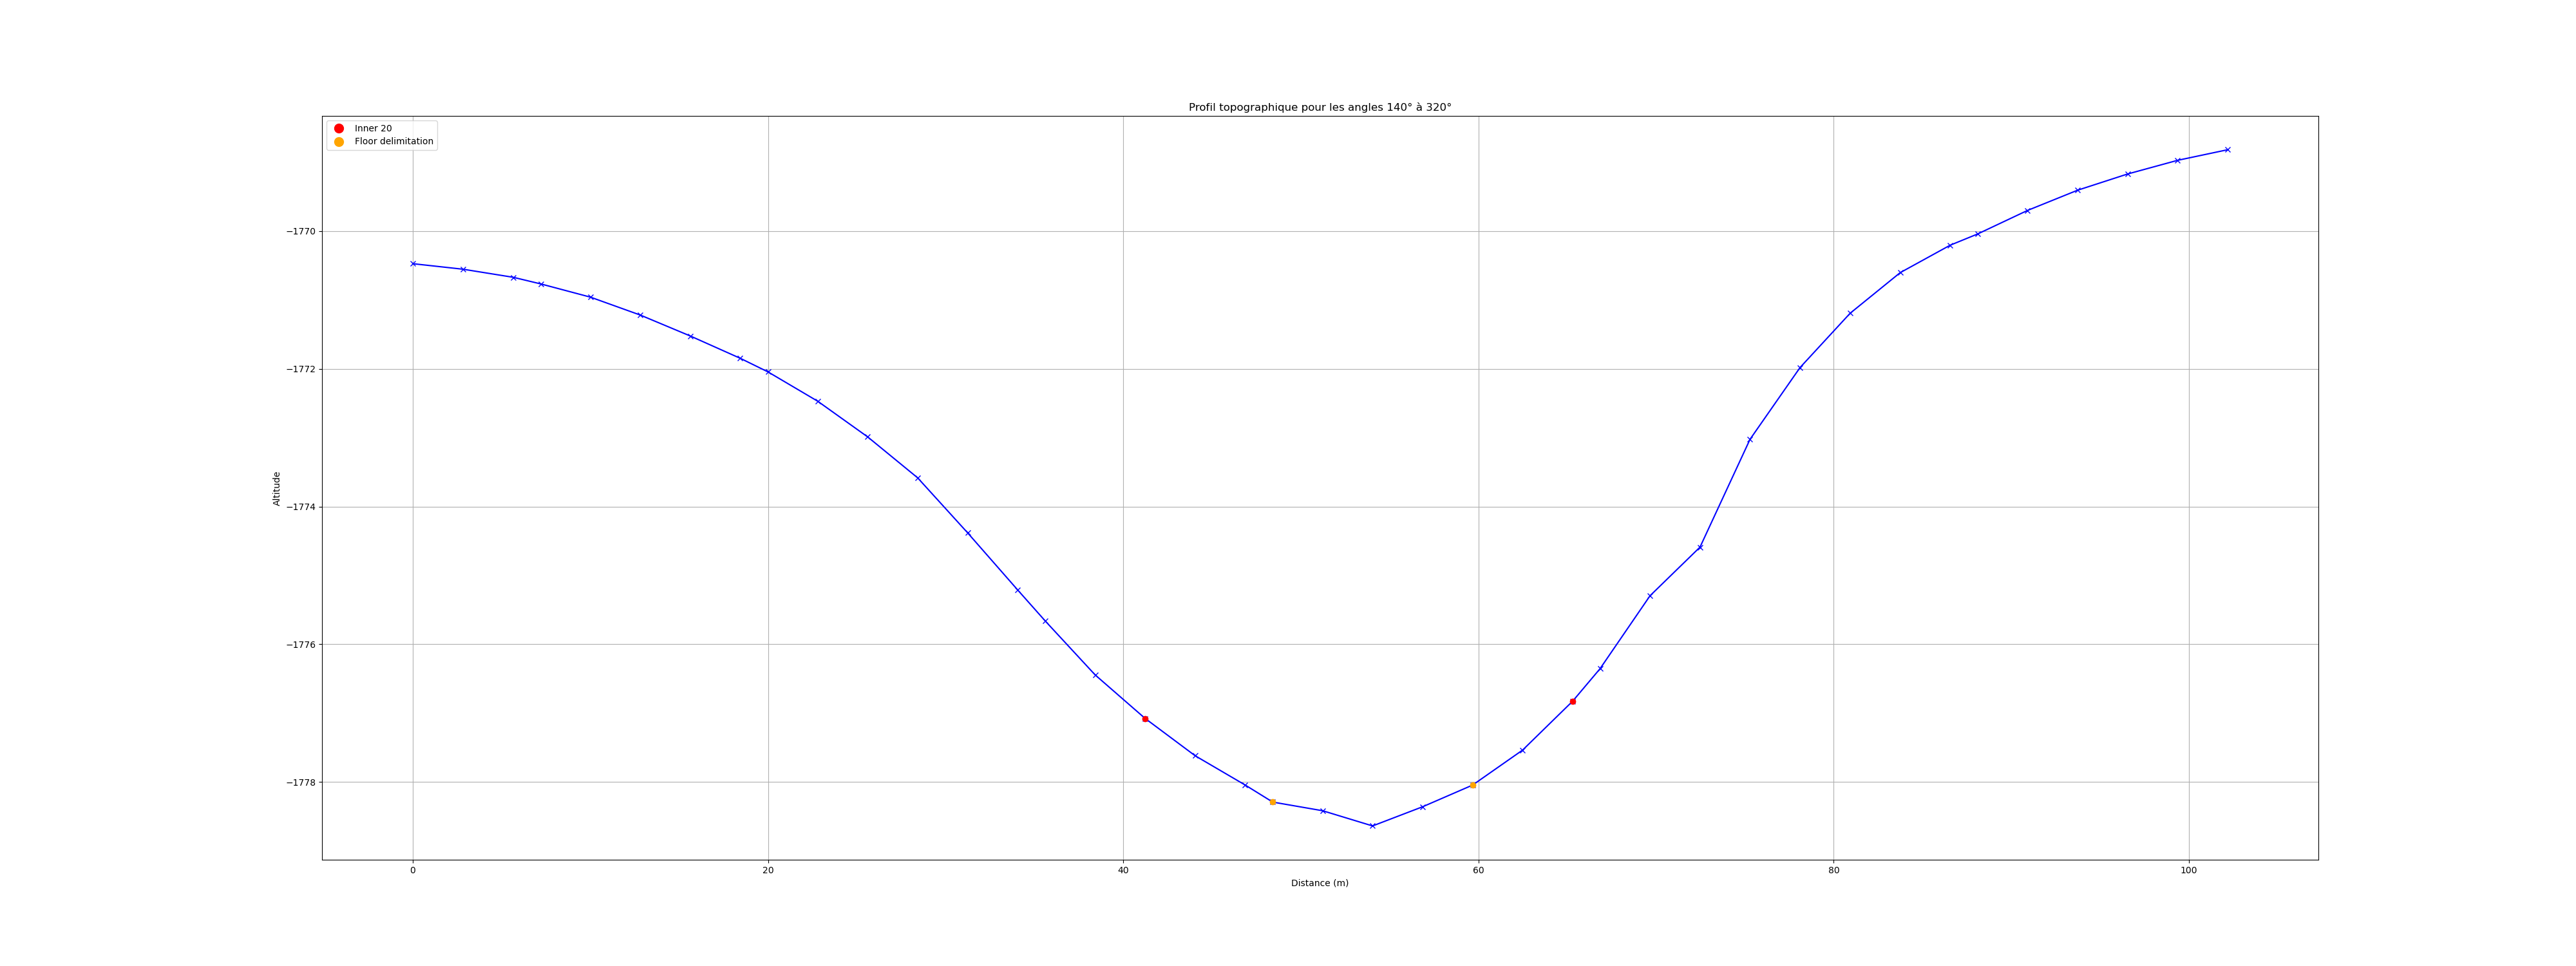 Profil topographique pour les angles 140° à 320°
Inner 20
Floor delimitation
Altitude
−1770
−1772
−1774
−1776
−1778
0 20 40 60 80 100
Distance (m)